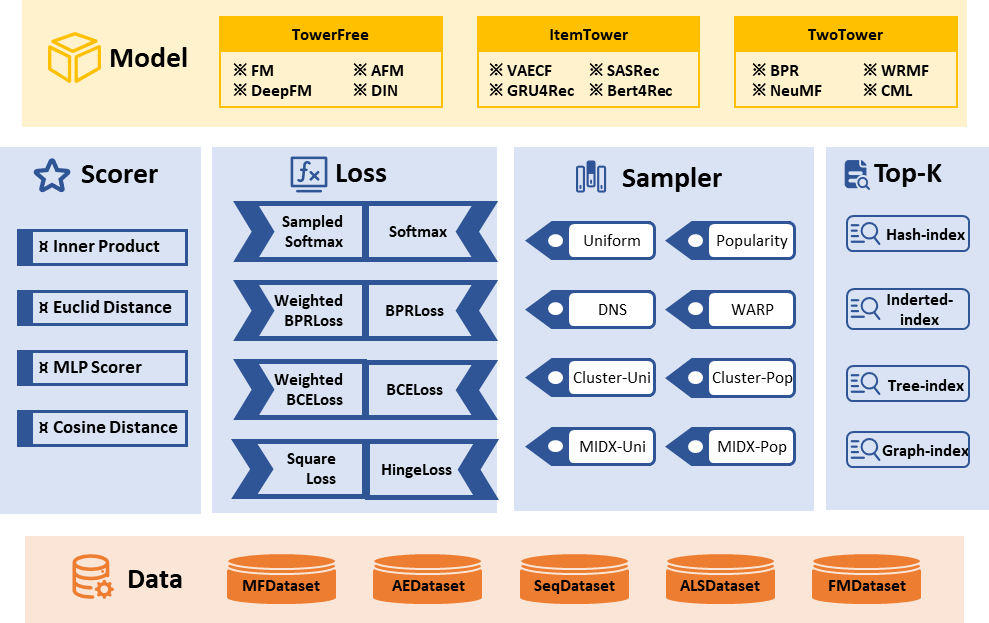 Model
TowerFree
※ FM
※ AFM
※ DeepFM
※ DIN
ItemTower
※ VAECF
※ SASRec
※ GRU4Rec
※ Bert4Rec
TwoTower
※ BPR
※ WRMF
※ NeuMF
※ CML
Scorer
¤ Inner Product
¤ Euclid Distance
¤ MLP Scorer
¤ Cosine Distance
fx Loss
Sampled
Softmax
Softmax
Weighted
BPRLoss
BPRLoss
Weighted
BCELoss
BCELoss
Square
Loss
HingeLoss
Sampler
Uniform
Popularity
DNS
WARP
Cluster-Uni
Cluster-Pop
MIDX-Uni
MIDX-Pop
Top-K
Hash-index
Inderted-
index
Tree-index
Graph-index
Data
MFDataset
AEDataset
SeqDataset
ALSDataset
FMDataset